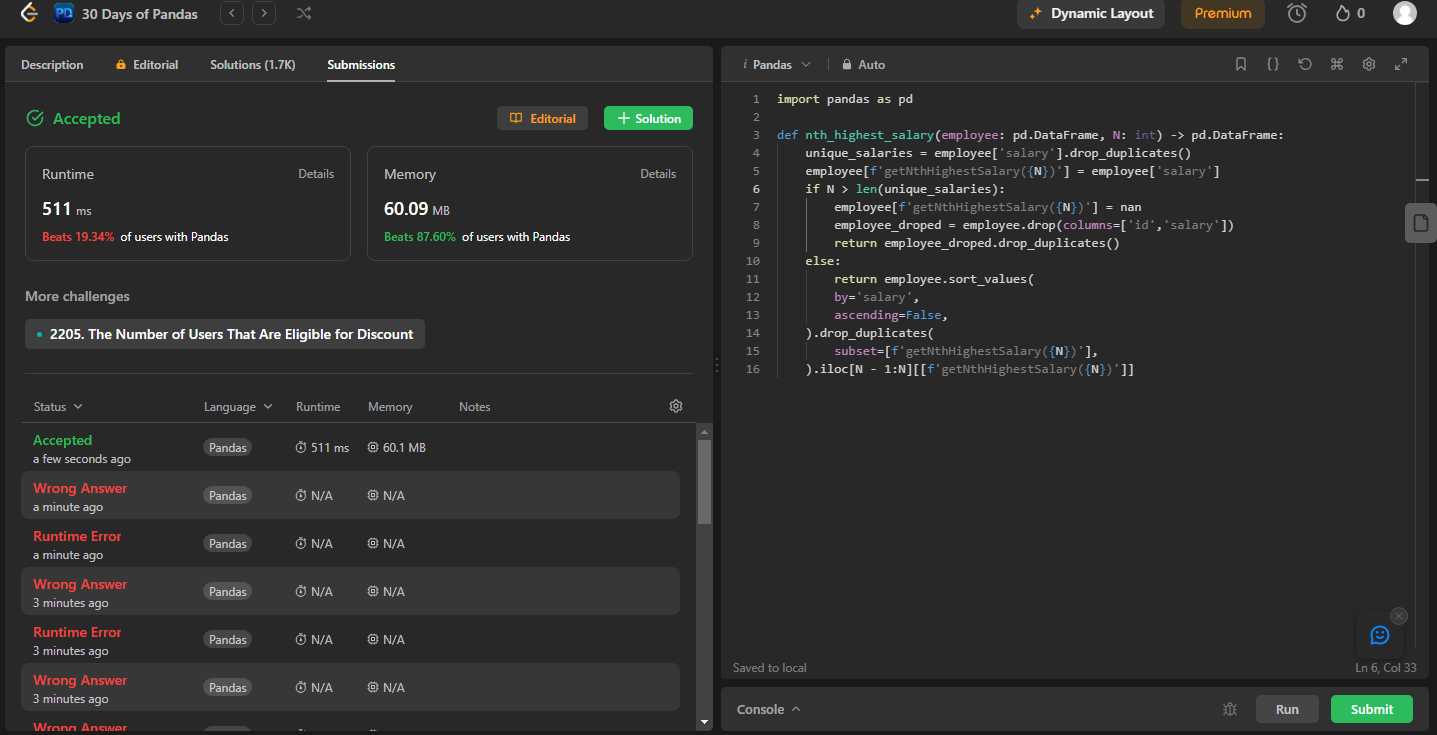 PD 30 Days of Pandas
Dynamic Layout Premium 0
Description Editorial Solutions (1.7K) Submissions
Accepted
Editorial Solution
Runtime Details
511 ms
Beats 19.34% of users with Pandas
Memory Details
60.09 MB
Beats 87.60% of users with Pandas
More challenges
2205. The Number of Users That Are Eligible for Discount
Status Language Runtime Memory Notes
Accepted
a few seconds ago
Pandas 511 ms 60.1 MB
Wrong Answer
a minute ago
Pandas N/A N/A
Runtime Error
a minute ago
Pandas N/A N/A
Wrong Answer
3 minutes ago
Pandas N/A N/A
Runtime Error
3 minutes ago
Pandas N/A N/A
Wrong Answer
3 minutes ago
Pandas N/A N/A
Wrong Answer
i Pandas Auto
1 import pandas as pd
2
3 def nth_highest_salary(employee: pd.DataFrame, N: int) -> pd.DataFrame:
4 unique_salaries = employee['salary'].drop_duplicates()
5 employee[f'getNthHighestSalary({N})'] = employee['salary']
6 if N > len(unique_salaries):
7 employee[f'getNthHighestSalary({N})'] = nan
8 employee_droped = employee.drop(columns=['id','salary'])
9 return employee_droped.drop_duplicates()
10 else:
11 return employee.sort_values(
12 by='salary',
13 ascending=False,
14 ).drop_duplicates(
15 subset=[f'getNthHighestSalary({N})'],
16 ).iloc[N - 1:N][[f'getNthHighestSalary({N})']]
Saved to local Ln 6, Col 33
Console Run Submit